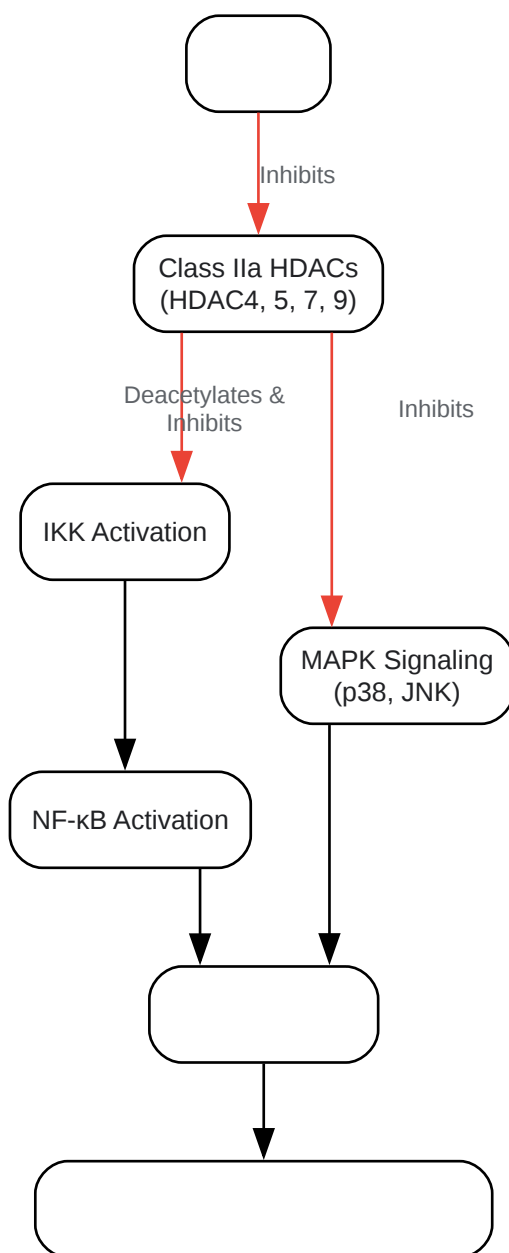 Inhibits
Class IIa HDACs
(HDAC4, 5, 7, 9)
Deacetylates &
Inhibits
Inhibits
IKK Activation
MAPK Signaling
(p38, JNK)
NF-κB Activation